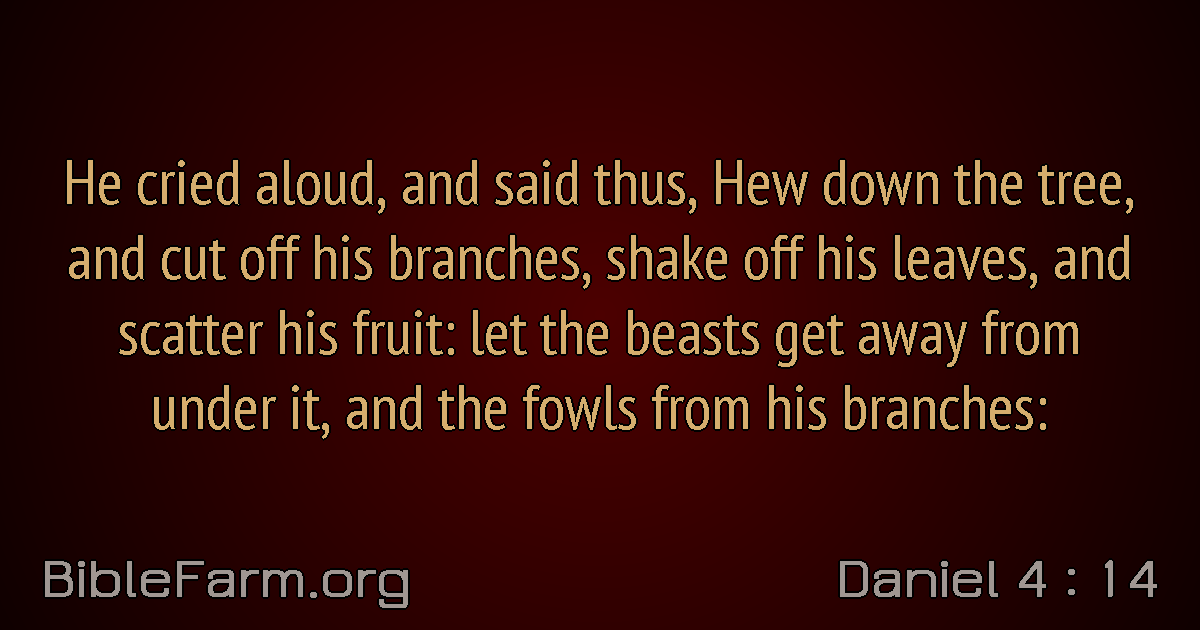 He cried aloud, and said thus, Hew down the tree,
and cut off his branches, shake off his leaves, and
scatter his fruit: let the beasts get away from
under it, and the fowls from his branches:
BibleFarm.org
Daniel 4 : 14